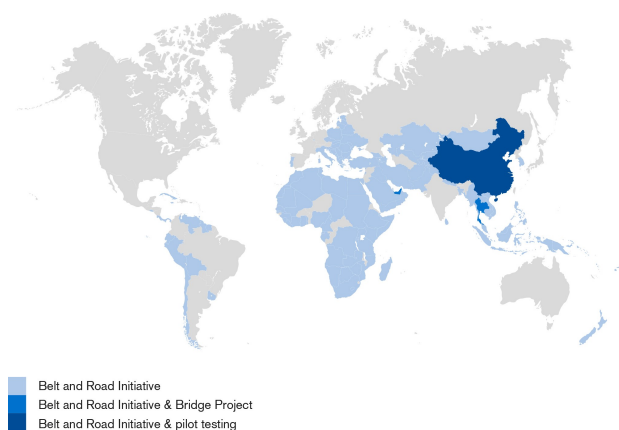 Belt and Road Initiative
Belt and Road Initiative & Bridge Project
Belt and Road Initiative & pilot testing